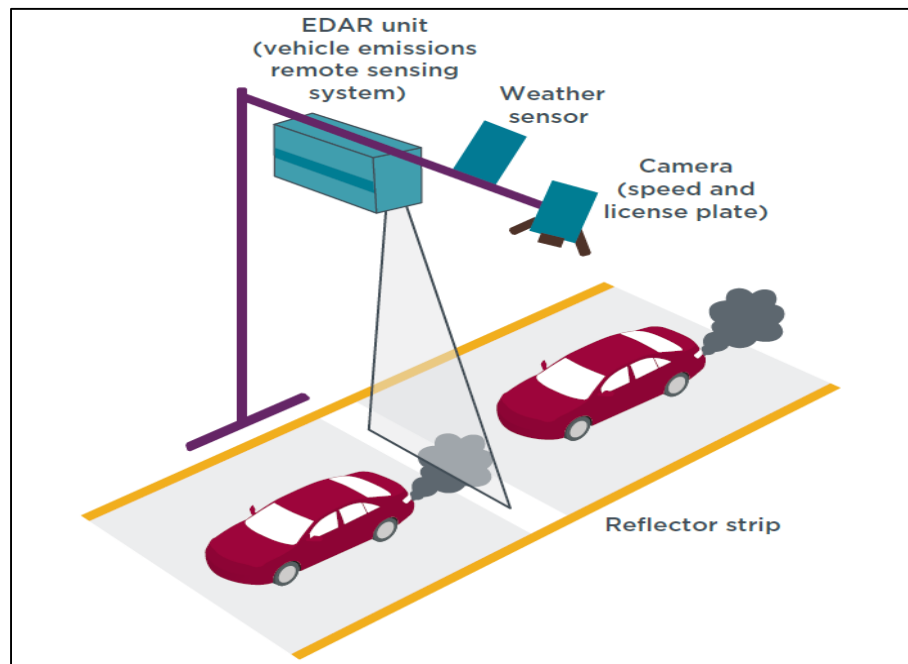 EDAR unit
(vehicle emissions
remote sensing
system)
Weather
sensor
Camera
(speed and
license plate)
Reflector strip